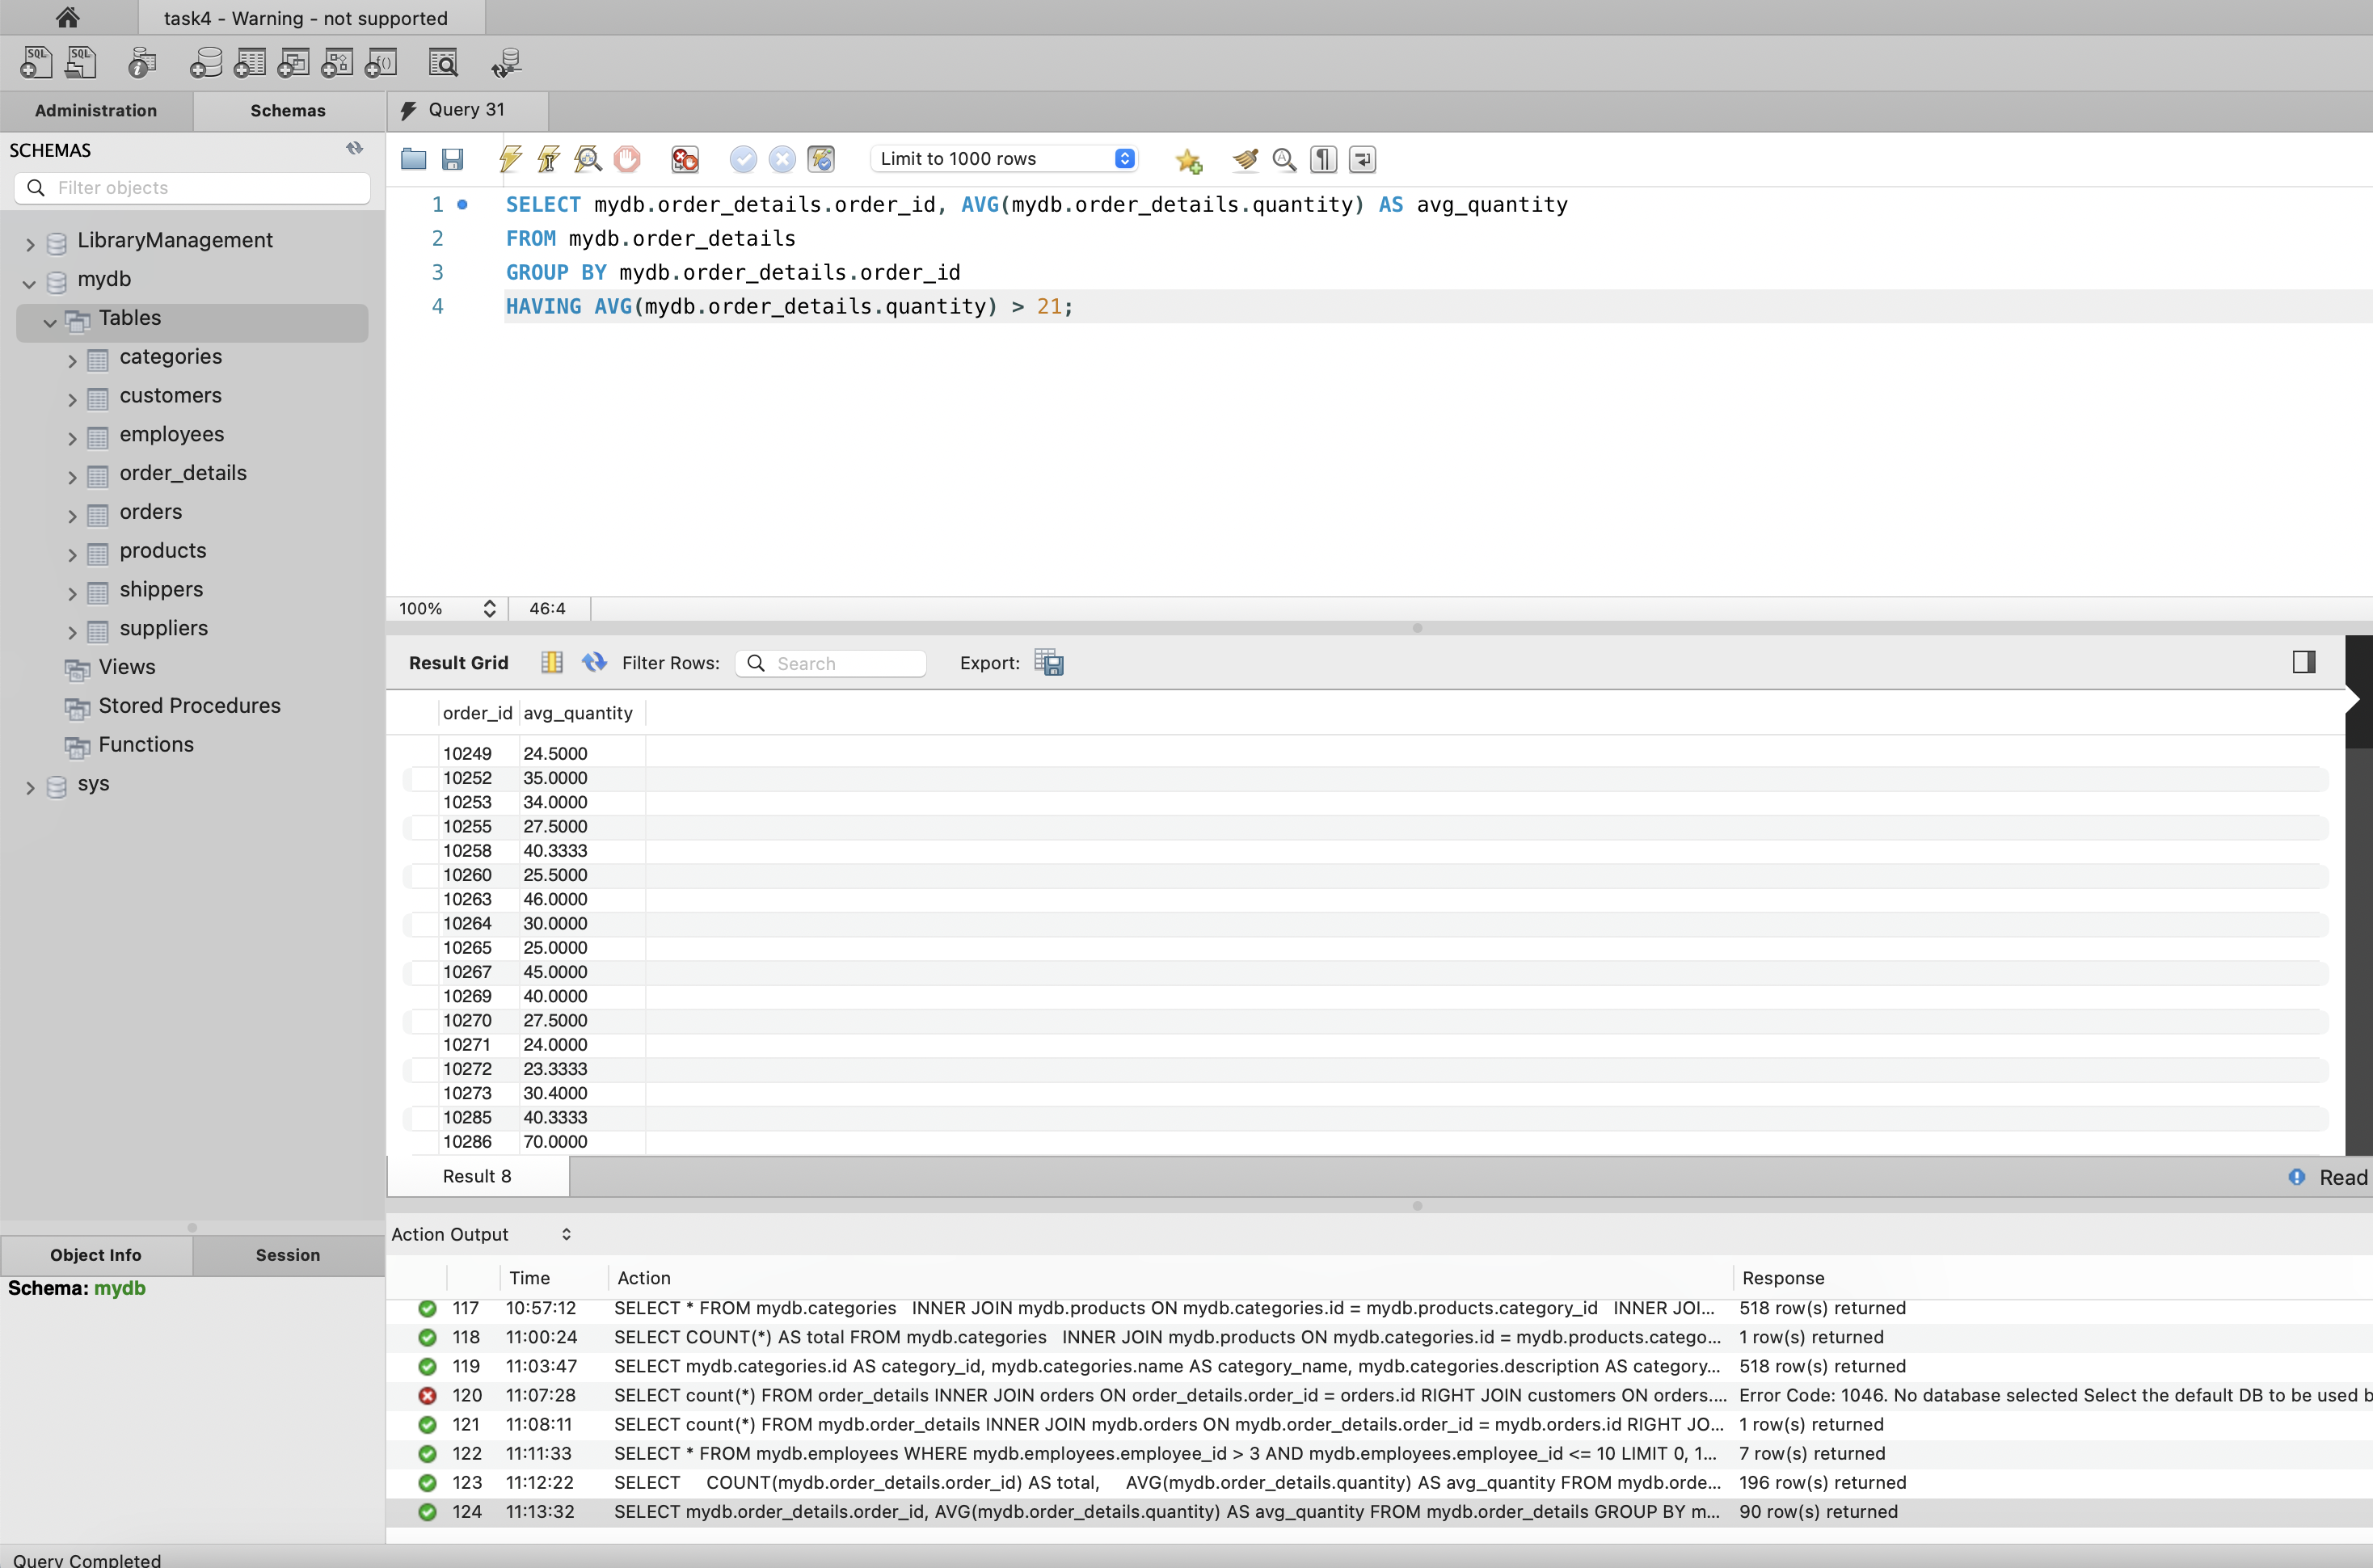 task4 - Warning - not supported
SQL SQL
Administration Schemas
Query 31
SCHEMAS
Filter objects
LibraryManagement
mydb
Tables
categories
customers
employees
order_details
orders
products
shippers
suppliers
Views
Stored Procedures
Functions
sys
Limit to 1000 rows
1 SELECT mydb.order_details.order_id, AVG(mydb.order_details.quantity) AS avg_quantity
2 FROM mydb.order_details
3 GROUP BY mydb.order_details.order_id
4 HAVING AVG(mydb.order_details.quantity) > 21;
100% 46:4
Result Grid Filter Rows: Search Export:
order_id avg_quantity
10249 24.5000
10252 35.0000
10253 34.0000
10255 27.5000
10258 40.3333
10260 25.5000
10263 46.0000
10264 30.0000
10265 25.0000
10267 45.0000
10269 40.0000
10270 27.5000
10271 24.0000
10272 23.3333
10273 30.4000
10285 40.3333
10286 70.0000
Result 8 Read
Object Info Session
Schema: mydb
Action Output
Time Action Response
117 10:57:12 SELECT * FROM mydb.categories INNER JOIN mydb.products ON mydb.categories.id = mydb.products.category_id INNER JOI... 518 row(s) returned
118 11:00:24 SELECT COUNT(*) AS total FROM mydb.categories INNER JOIN mydb.products ON mydb.categories.id = mydb.products.catego... 1 row(s) returned
119 11:03:47 SELECT mydb.categories.id AS category_id, mydb.categories.name AS category_name, mydb.categories.description AS category... 518 row(s) returned
120 11:07:28 SELECT count(*) FROM order_details INNER JOIN orders ON order_details.order_id = orders.id RIGHT JOIN customers ON orders.... Error Code: 1046. No database selected Select the default DB to be used b
121 11:08:11 SELECT count(*) FROM mydb.order_details INNER JOIN mydb.orders ON mydb.order_details.order_id = mydb.orders.id RIGHT JO... 1 row(s) returned
122 11:11:33 SELECT * FROM mydb.employees WHERE mydb.employees.employee_id > 3 AND mydb.employees.employee_id <= 10 LIMIT 0, 1... 7 row(s) returned
123 11:12:22 SELECT COUNT(mydb.order_details.order_id) AS total, AVG(mydb.order_details.quantity) AS avg_quantity FROM mydb.orde... 196 row(s) returned
124 11:13:32 SELECT mydb.order_details.order_id, AVG(mydb.order_details.quantity) AS avg_quantity FROM mydb.order_details GROUP BY m... 90 row(s) returned
Query Completed